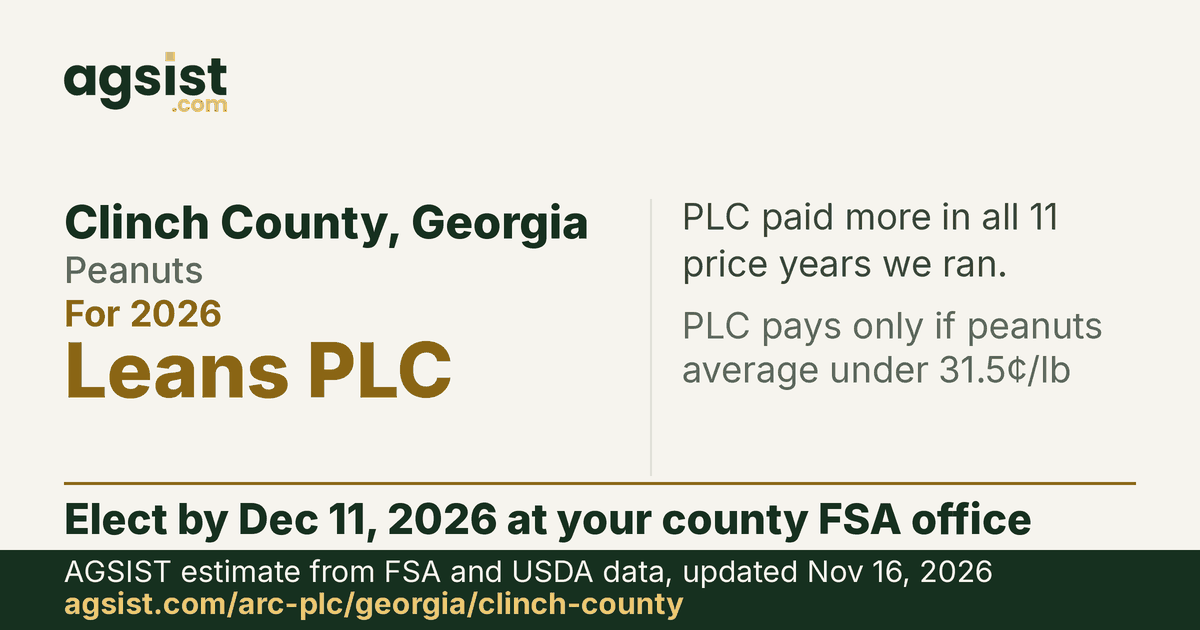 agsist
.com
Clinch County, Georgia
Peanuts
For 2026
Leans PLC
PLC paid more in all 11
price years we ran.
PLC pays only if peanuts
average under 31.5¢/lb
Elect by Dec 11, 2026 at your county FSA office
AGSIST estimate from FSA and USDA data, updated Nov 16, 2026
agsist.com/arc-plc/georgia/clinch-county